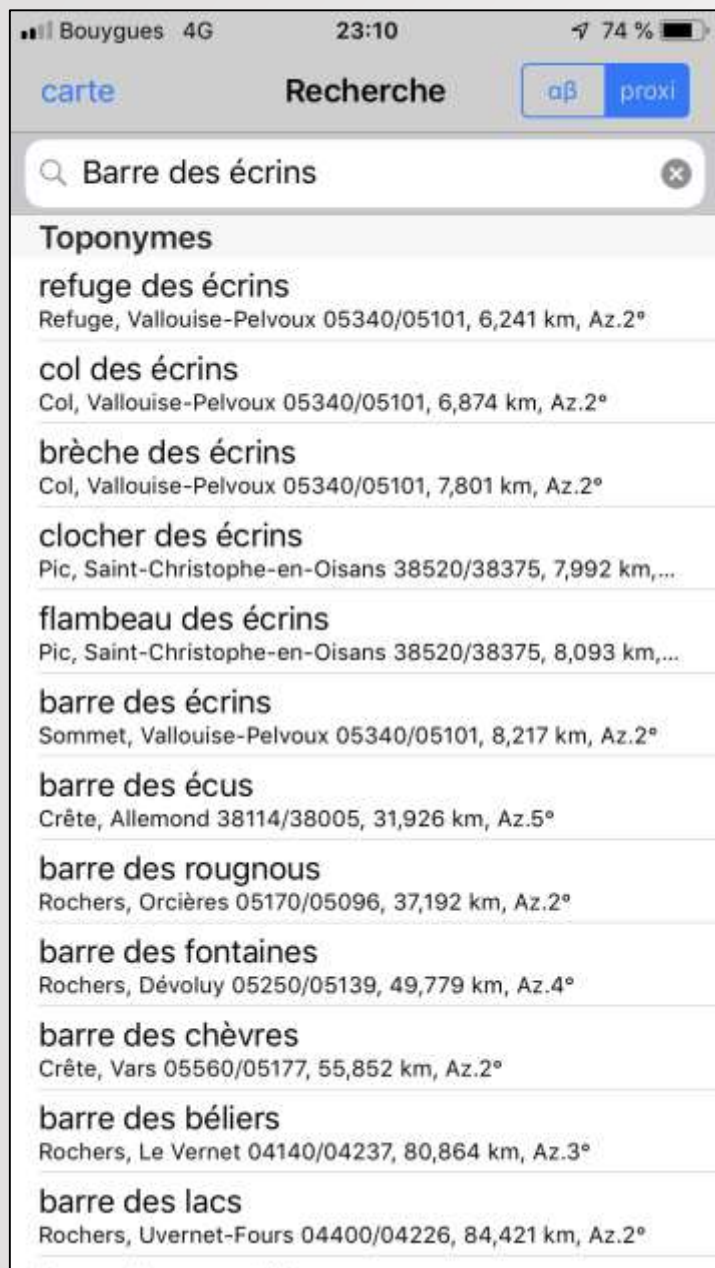 Bouygues 4G 23:10 74 %
carte Recherche αβ proxi
Barre des écrins
Toponymes
refuge des écrins
Refuge, Vallouise-Pelvoux 05340/05101, 6,241 km, Az.2°
col des écrins
Col, Vallouise-Pelvoux 05340/05101, 6,874 km, Az.2°
brèche des écrins
Col, Vallouise-Pelvoux 05340/05101, 7,801 km, Az.2°
clocher des écrins
Pic, Saint-Christophe-en-Oisans 38520/38375, 7,992 km,...
flambeau des écrins
Pic, Saint-Christophe-en-Oisans 38520/38375, 8,093 km,...
barre des écrins
Sommet, Vallouise-Pelvoux 05340/05101, 8,217 km, Az.2°
barre des écus
Crête, Allemond 38114/38005, 31,926 km, Az.5°
barre des rougnous
Rochers, Orcières 05170/05096, 37,192 km, Az.2°
barre des fontaines
Rochers, Dévoluy 05250/05139, 49,779 km, Az.4°
barre des chèvres
Crête, Vars 05560/05177, 55,852 km, Az.2°
barre des béliers
Rochers, Le Vernet 04140/04237, 80,864 km, Az.3°
barre des lacs
Rochers, Uvernet-Fours 04400/04226, 84,421 km, Az.2°